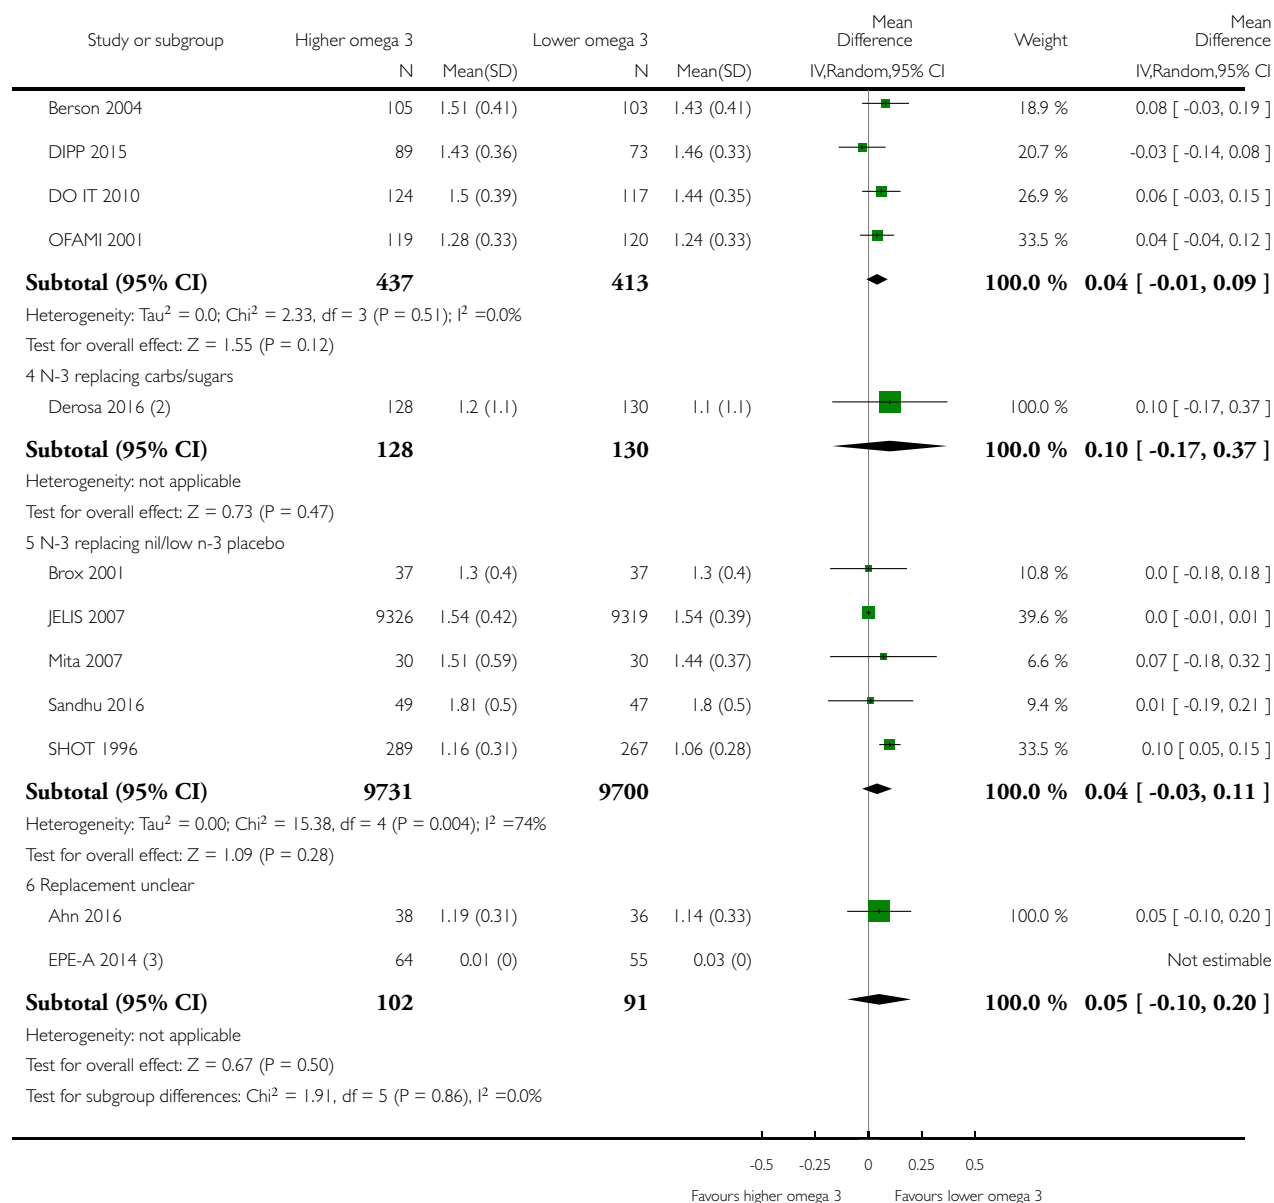 Mean Mean
Study or subgroup Higher omega 3 Lower omega 3 Difference Weight Difference
N Mean(SD) N Mean(SD) IV,Random,95% CI IV,Random,95% CI
Berson 2004 105 1.51 (0.41) 103 1.43 (0.41) 18.9 % 0.08 [ -0.03, 0.19 ]
DIPP 2015 89 1.43 (0.36) 73 1.46 (0.33) 20.7 % -0.03 [ -0.14, 0.08 ]
DO IT 2010 124 1.5 (0.39) 117 1.44 (0.35) 26.9 % 0.06 [ -0.03, 0.15 ]
OFAMI 2001 119 1.28 (0.33) 120 1.24 (0.33) 33.5 % 0.04 [ -0.04, 0.12 ]
Subtotal (95% CI) 437 413 100.0 % 0.04 [ -0.01, 0.09 ]
Heterogeneity: Tau² = 0.0; Chi² = 2.33, df = 3 (P = 0.51); I² =0.0%
Test for overall effect: Z = 1.55 (P = 0.12)
4 N-3 replacing carbs/sugars
Derosa 2016 (2) 128 1.2 (1.1) 130 1.1 (1.1) 100.0 % 0.10 [ -0.17, 0.37 ]
Subtotal (95% CI) 128 130 100.0 % 0.10 [ -0.17, 0.37 ]
Heterogeneity: not applicable
Test for overall effect: Z = 0.73 (P = 0.47)
5 N-3 replacing nil/low n-3 placebo
Brox 2001 37 1.3 (0.4) 37 1.3 (0.4) 10.8 % 0.0 [ -0.18, 0.18 ]
JELIS 2007 9326 1.54 (0.42) 9319 1.54 (0.39) 39.6 % 0.0 [ -0.01, 0.01 ]
Mita 2007 30 1.51 (0.59) 30 1.44 (0.37) 6.6 % 0.07 [ -0.18, 0.32 ]
Sandhu 2016 49 1.81 (0.5) 47 1.8 (0.5) 9.4 % 0.01 [ -0.19, 0.21 ]
SHOT 1996 289 1.16 (0.31) 267 1.06 (0.28) 33.5 % 0.10 [ 0.05, 0.15 ]
Subtotal (95% CI) 9731 9700 100.0 % 0.04 [ -0.03, 0.11 ]
Heterogeneity: Tau² = 0.00; Chi² = 15.38, df = 4 (P = 0.004); I² =74%
Test for overall effect: Z = 1.09 (P = 0.28)
6 Replacement unclear
Ahn 2016 38 1.19 (0.31) 36 1.14 (0.33) 100.0 % 0.05 [ -0.10, 0.20 ]
EPE-A 2014 (3) 64 0.01 (0) 55 0.03 (0) Not estimable
Subtotal (95% CI) 102 91 100.0 % 0.05 [ -0.10, 0.20 ]
Heterogeneity: not applicable
Test for overall effect: Z = 0.67 (P = 0.50)
Test for subgroup differences: Chi² = 1.91, df = 5 (P = 0.86), I² =0.0%
-0.5 -0.25 0 0.25 0.5
Favours higher omega 3 Favours lower omega 3